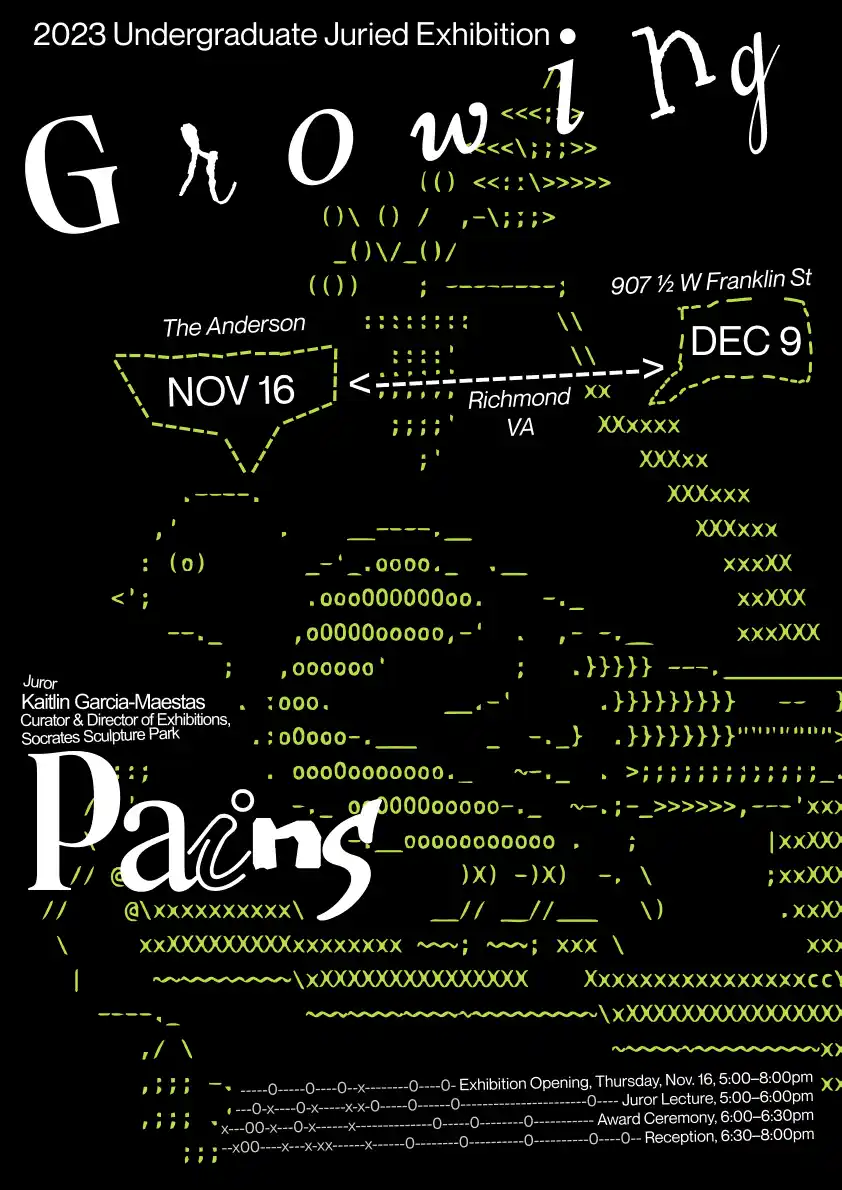 2023 Undergraduate Juried Exhibition
Growing
907 ½ W Franklin St
The Anderson
DEC 9
NOV 16
< >
Richmond
VA
Juror
Kaitlin Garcia-Maestas
Curator & Director of Exhibitions,
Socrates Sculpture Park
Pains
Exhibition Opening, Thursday, Nov. 16, 5:00–8:00pm
Juror Lecture, 5:00–6:00pm
Award Ceremony, 6:00–6:30pm
Reception, 6:30–8:00pm